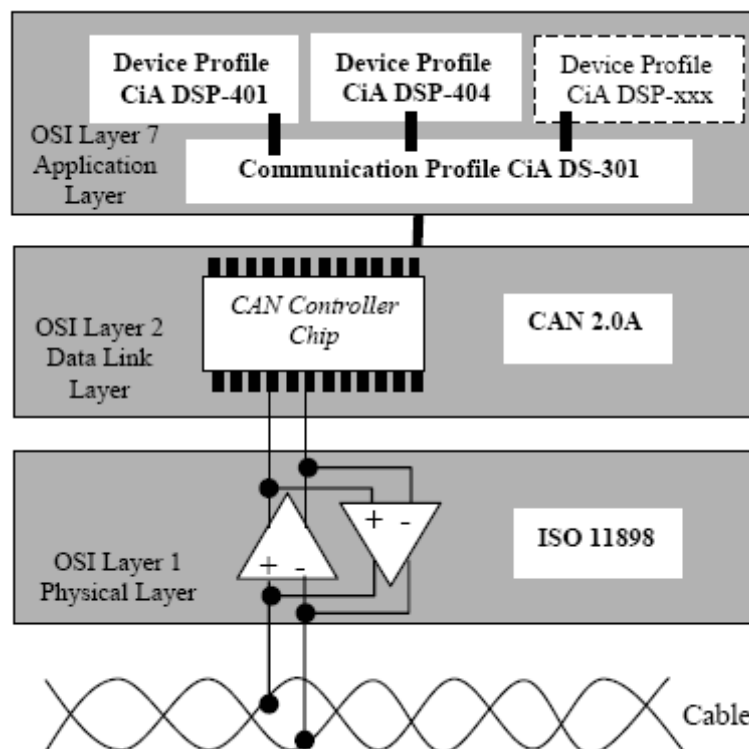 Device Profile
CiA DSP-401
Device Profile
CiA DSP-404
Device Profile
CiA DSP-xxx
OSI Layer 7
Application
Layer
Communication Profile CiA DS-301
OSI Layer 2
Data Link
Layer
CAN Controller
Chip
CAN 2.0A
OSI Layer 1
Physical Layer
+ -
+ -
ISO 11898
Cable